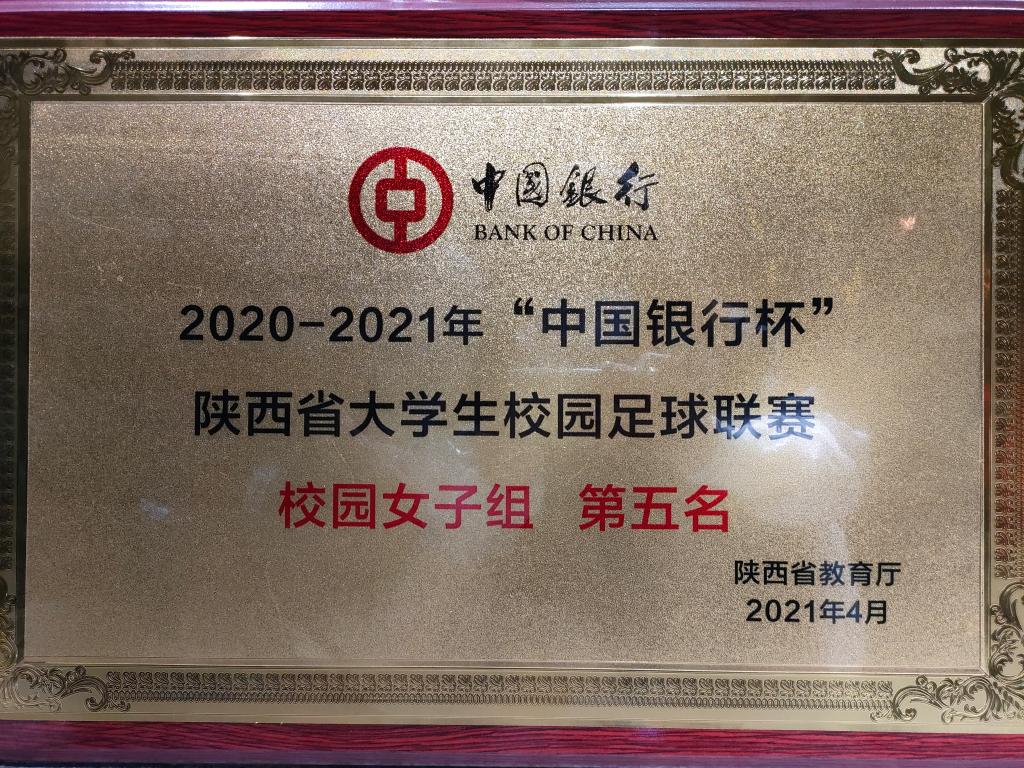 中国銀行
BANK OF CHINA
2020-2021年“中国银行杯”
陕西省大学生校园足球联赛
校园女子组 第五名
陕西省教育厅
2021年4月